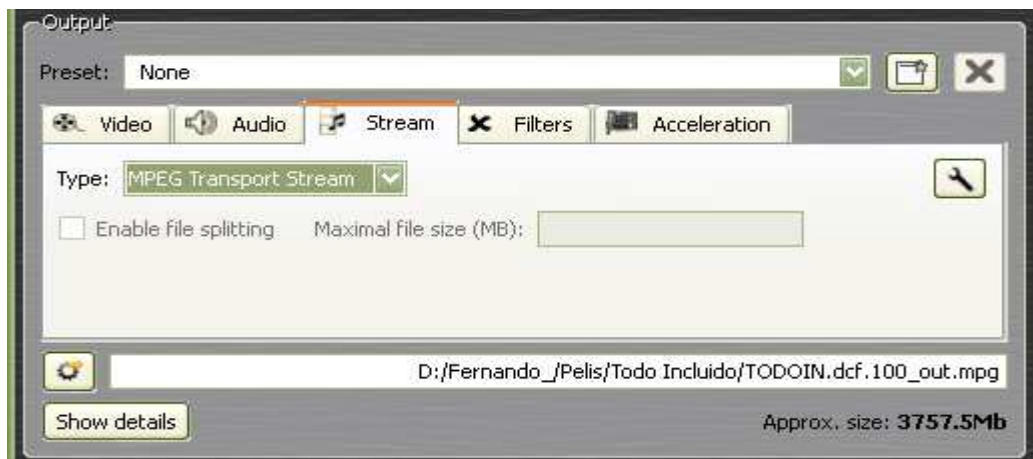 Output
Preset: None
Video Audio Stream Filters Acceleration
Type: MPEG Transport Stream
Enable file splitting Maximal file size (MB):
D:/Fernando_/Pelis/Todo Incluido/TODOIN.dcf.100_out.mpg
Show details Approx. size: 3757.5Mb